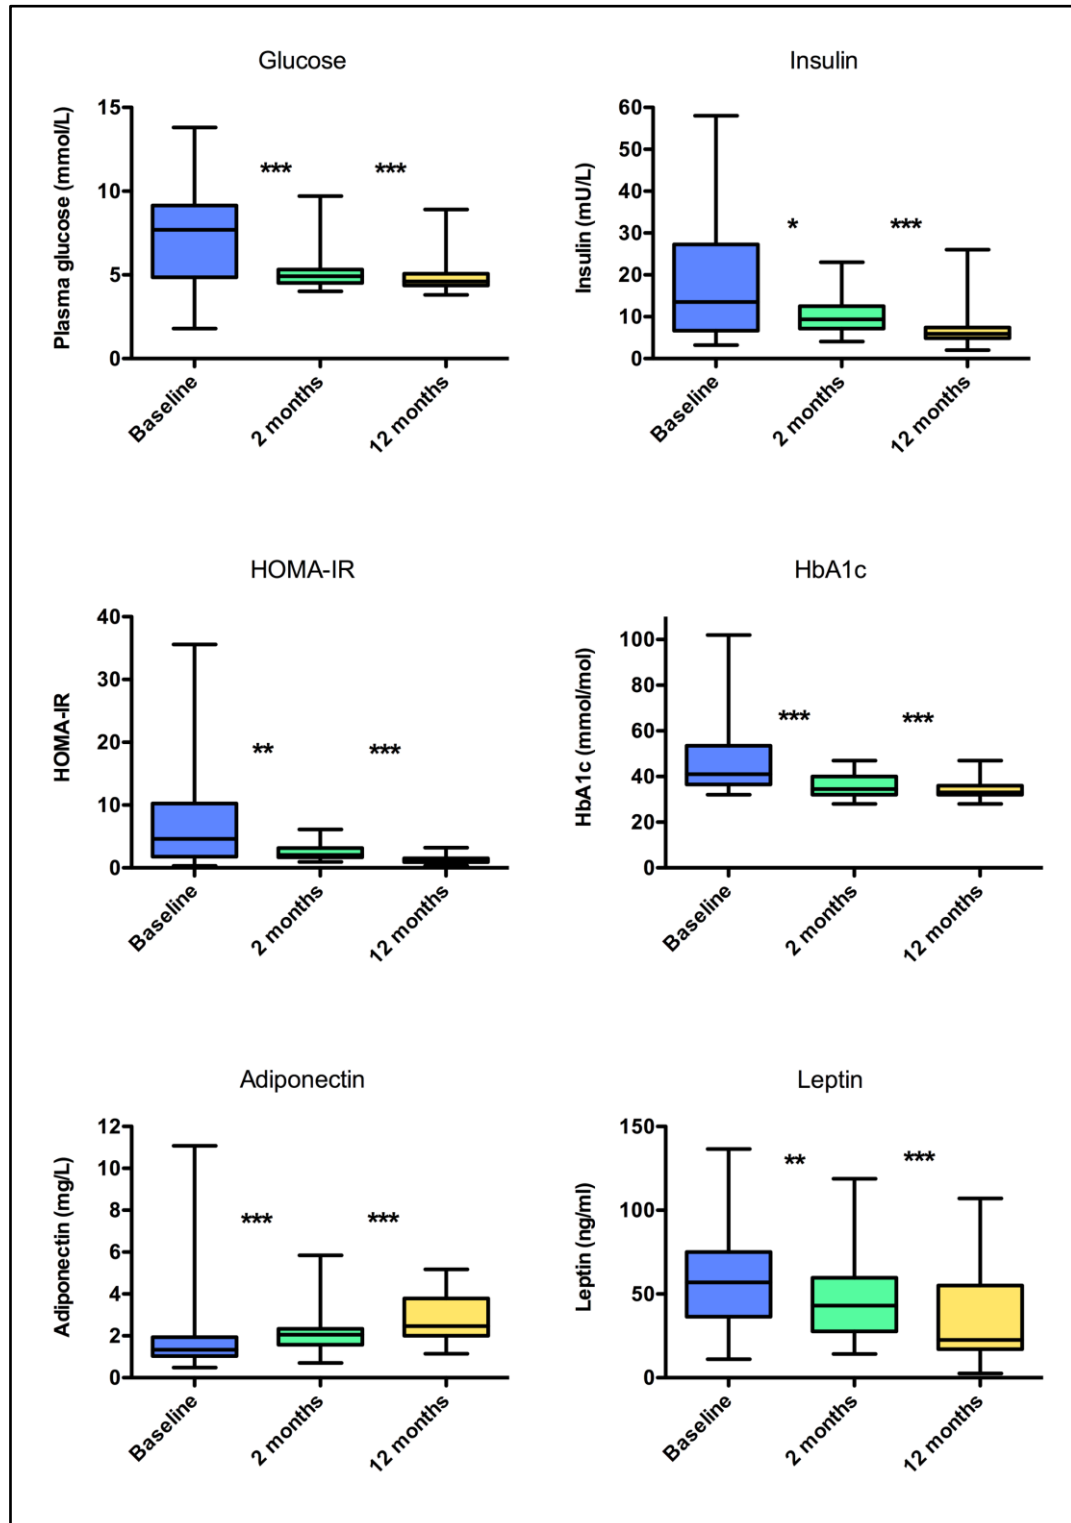 Glucose
Plasma glucose (mmol/L)
15
10
5
0
*** ***
Baseline
2 months
12 months
Insulin
Insulin (mU/L)
60
50
40
30
20
10
0
* ***
Baseline
2 months
12 months
HOMA-IR
HOMA-IR
40
30
20
10
0
** ***
Baseline
2 months
12 months
HbA1c
HbA1c (mmol/mol)
100
80
60
40
20
0
*** ***
Baseline
2 months
12 months
Adiponectin
Adiponectin (mg/L)
12
10
8
6
4
2
0
*** ***
Baseline
2 months
12 months
Leptin
Leptin (ng/ml)
150
100
50
0
** ***
Baseline
2 months
12 months